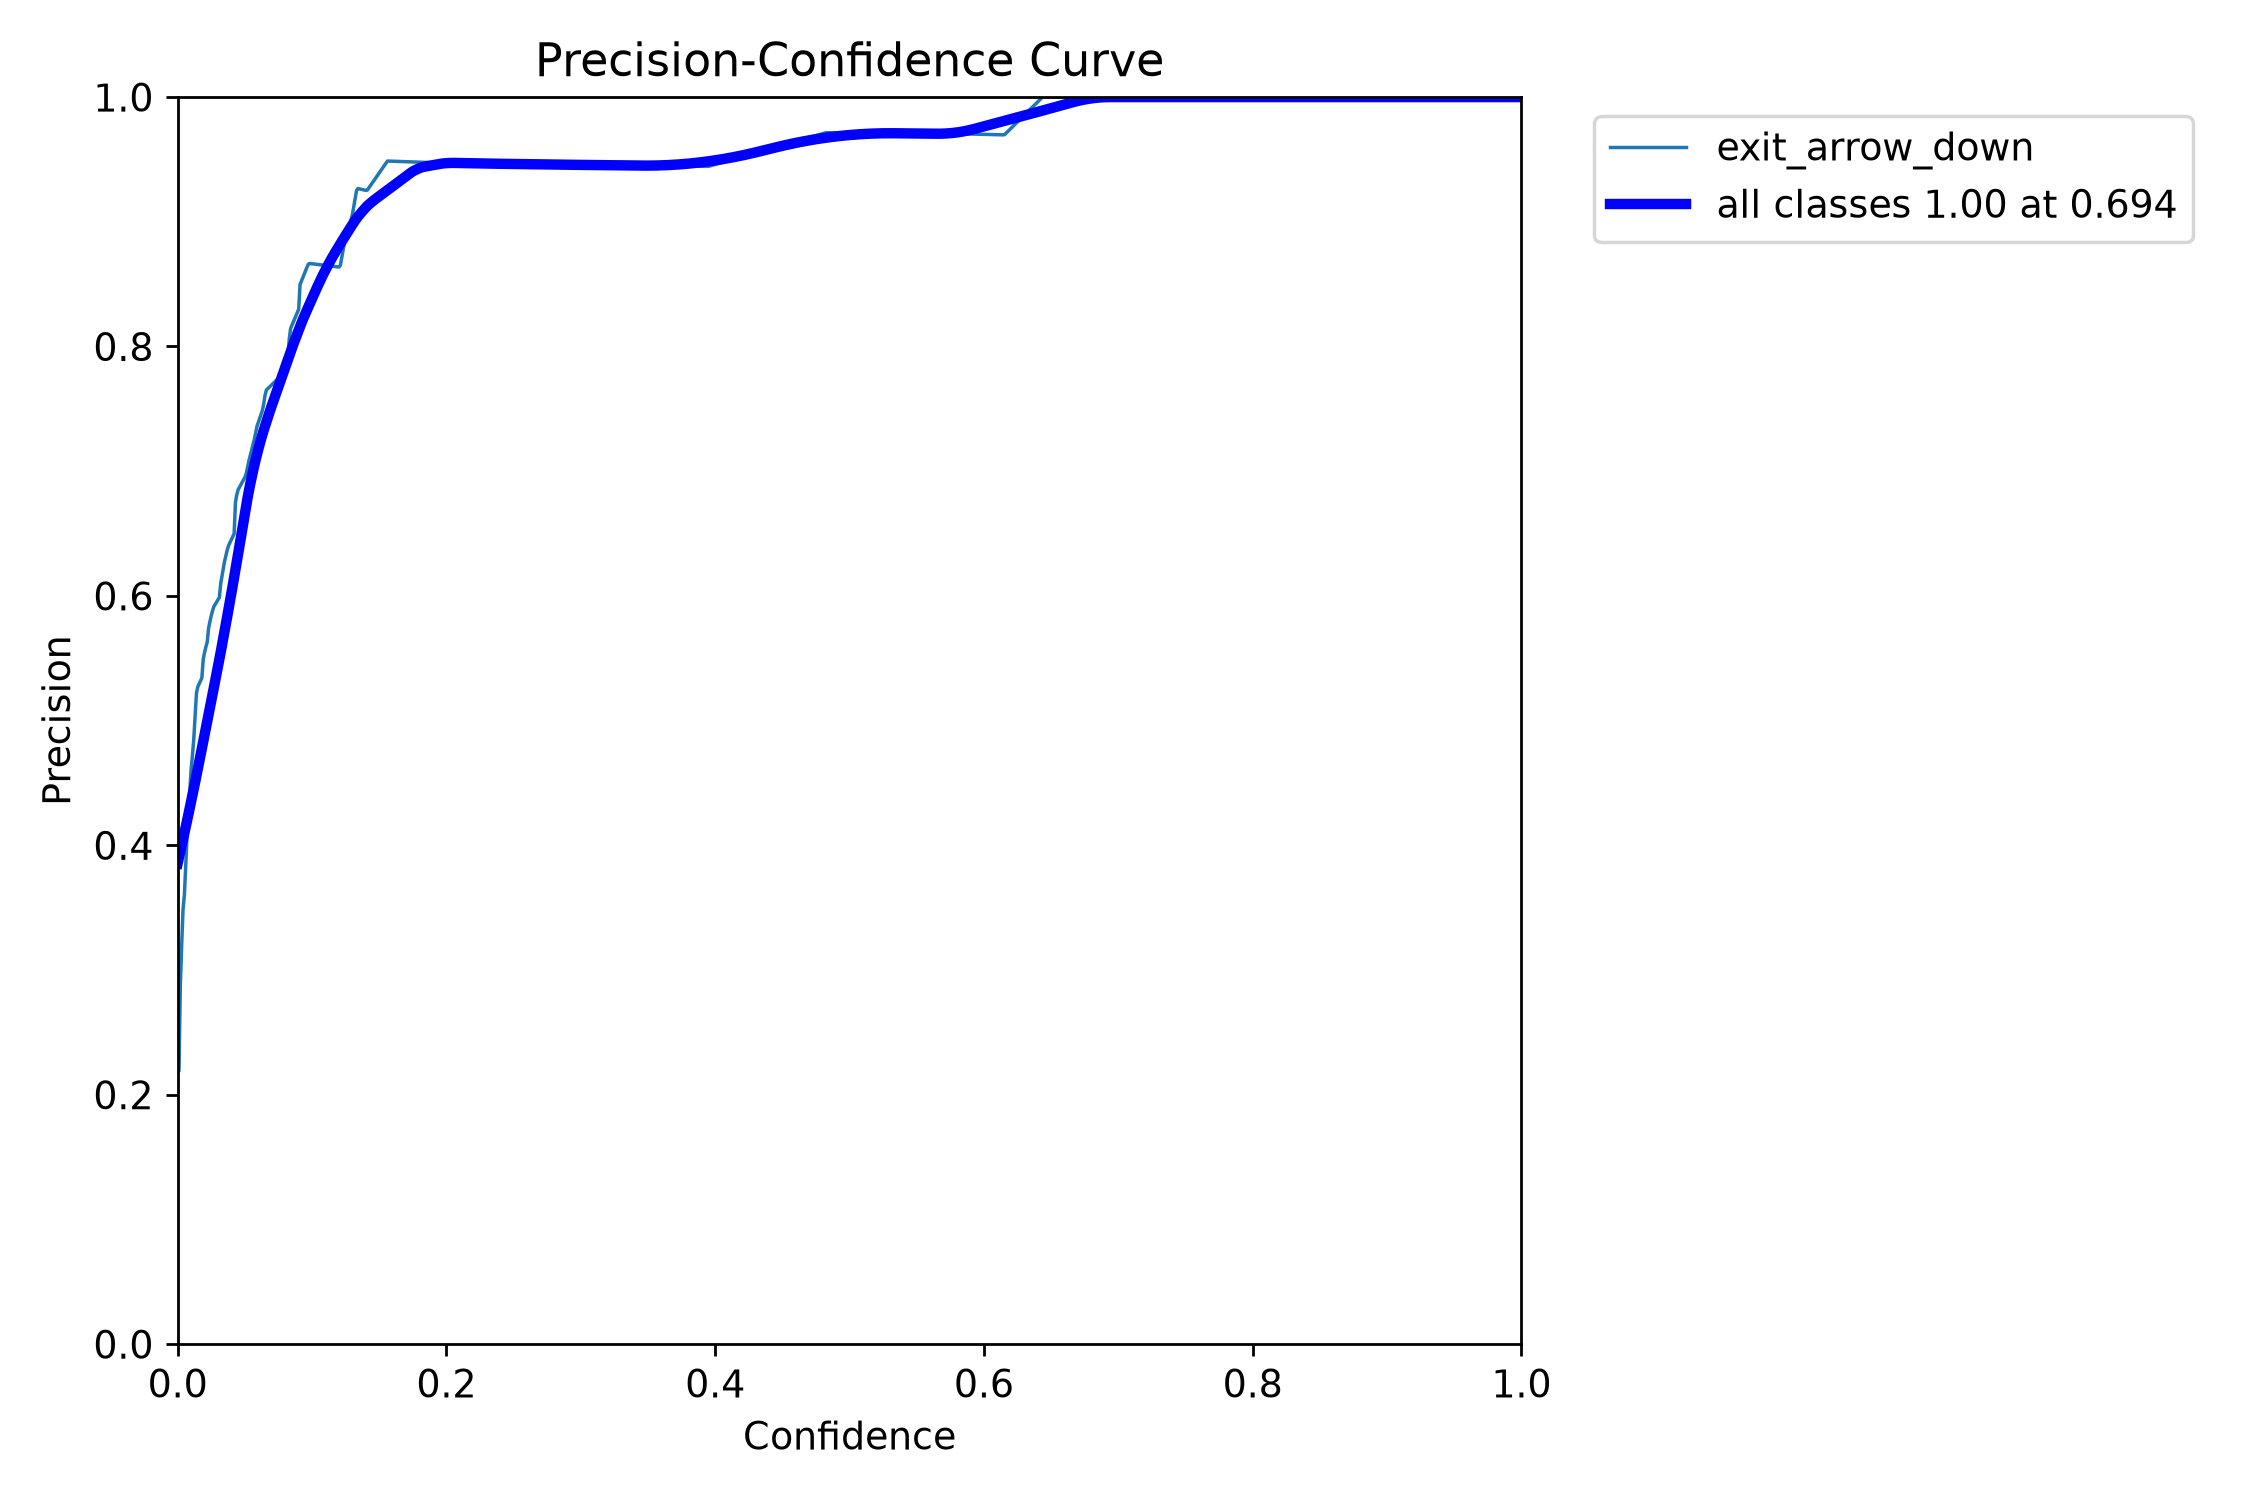 Precision-Confidence Curve
1.0
0.8
0.6
0.4
0.2
0.0
Precision
0.0 0.2 0.4 0.6 0.8 1.0
Confidence
exit_arrow_down
all classes 1.00 at 0.694